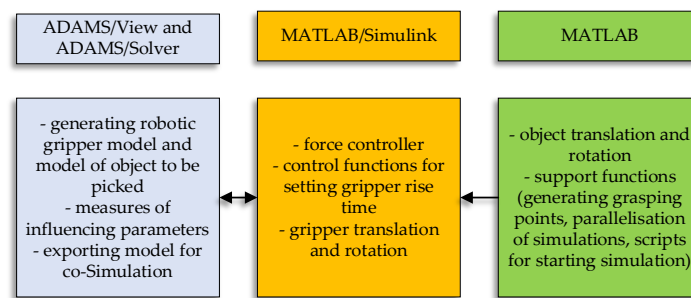 ADAMS/View and
ADAMS/Solver
MATLAB/Simulink
MATLAB
- generating robotic
gripper model and
model of object to be
picked
- measures of
influencing parameters
- exporting model for
co-Simulation
- force controller
- control functions for
setting gripper rise
time
- gripper translation
and rotation
- object translation and
rotation
- support functions
(generating grasping
points, parallelisation
of simulations, scripts
for starting simulation)